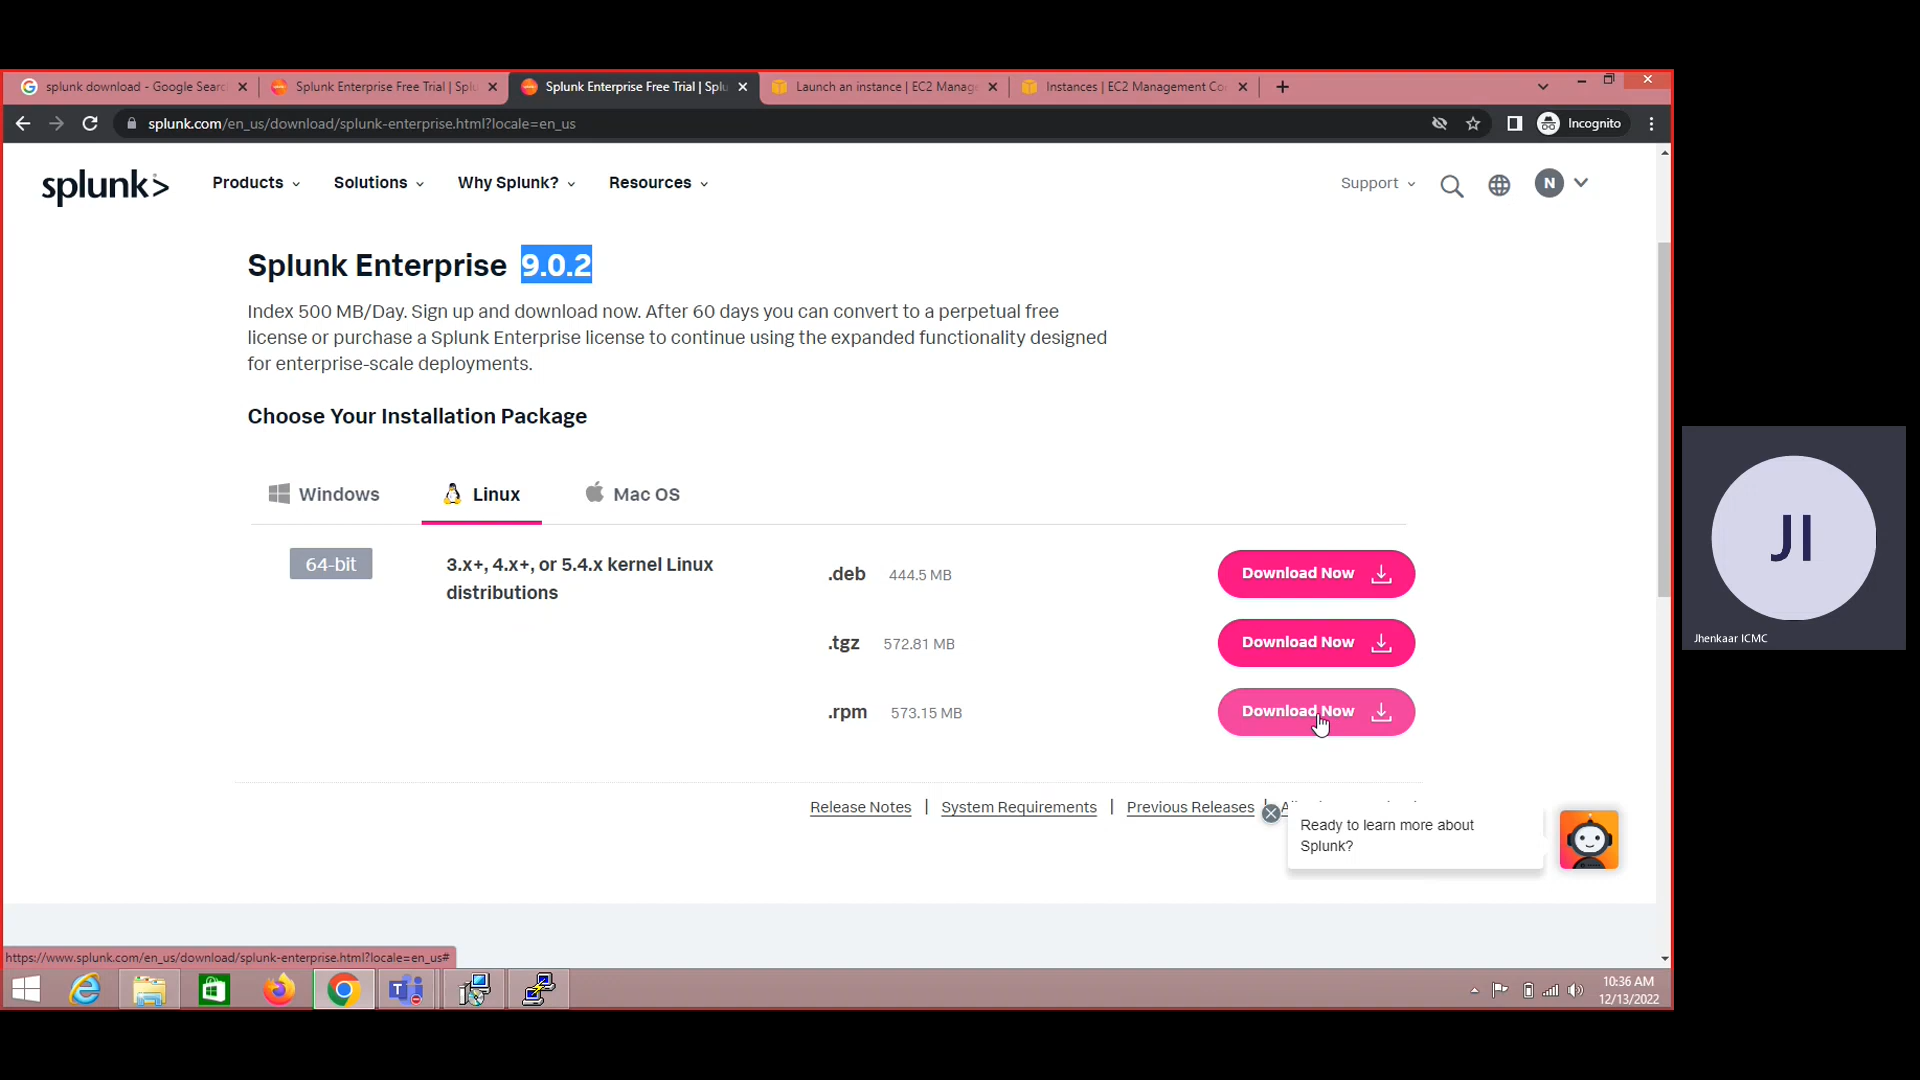 splunk download - Google Searc
Splunk Enterprise Free Trial | Splu
Splunk Enterprise Free Trial | Splu
Launch an instance | EC2 Manag
Instances | EC2 Management Co
splunk.com/en_us/download/splunk-enterprise.html?locale=en_us
Incognito
splunk>
Products
Solutions
Why Splunk?
Resources
Support
N
Splunk Enterprise 9.0.2
Index 500 MB/Day. Sign up and download now. After 60 days you can convert to a perpetual free
license or purchase a Splunk Enterprise license to continue using the expanded functionality designed
for enterprise-scale deployments.
Choose Your Installation Package
Windows
Linux
Mac OS
64-bit
3.x+, 4.x+, or 5.4.x kernel Linux
distributions
.deb 444.5 MB
Download Now
.tgz 572.81 MB
Download Now
.rpm 573.15 MB
Download Now
Release Notes | System Requirements | Previous Releases |
Ready to learn more about
Splunk?
https://www.splunk.com/en_us/download/splunk-enterprise.html?locale=en_us#
10:36 AM
12/13/2022
JI
Jhenkaar ICMC